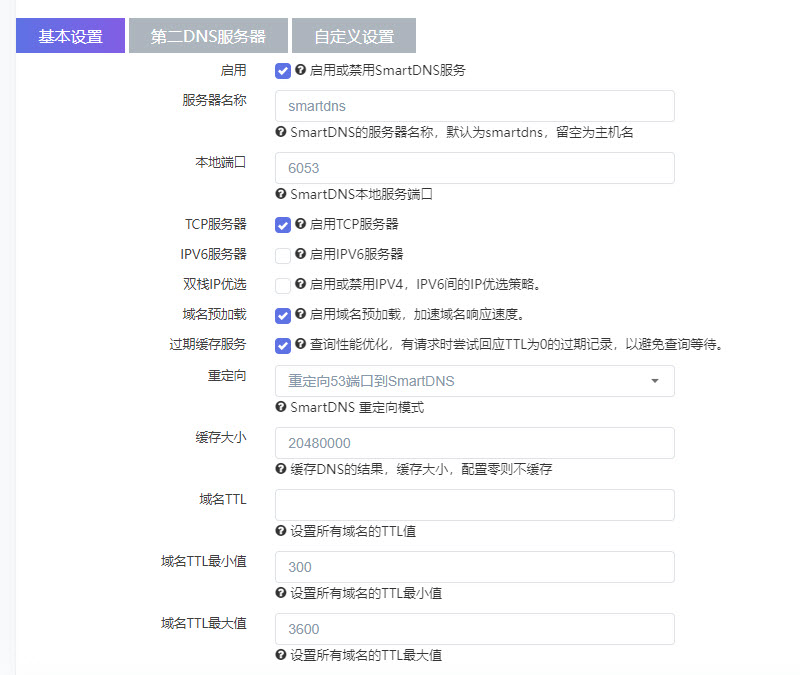 基本设置 第二DNS服务器 自定义设置
启用 启用或禁用SmartDNS服务
服务器名称 smartdns
SmartDNS的服务器名称，默认为smartdns，留空为主机名
本地端口 6053
SmartDNS本地服务端口
TCP服务器 启用TCP服务器
IPV6服务器 启用IPV6服务器
双栈IP优选 启用或禁用IPV4，IPV6间的IP优选策略。
域名预加载 启用域名预加载，加速域名响应速度。
过期缓存服务 查询性能优化，有请求时尝试回应TTL为0的过期记录，以避免查询等待。
重定向 重定向53端口到SmartDNS
SmartDNS 重定向模式
缓存大小 20480000
缓存DNS的结果，缓存大小，配置零则不缓存
域名TTL
设置所有域名的TTL值
域名TTL最小值 300
设置所有域名的TTL最小值
域名TTL最大值 3600
设置所有域名的TTL最大值